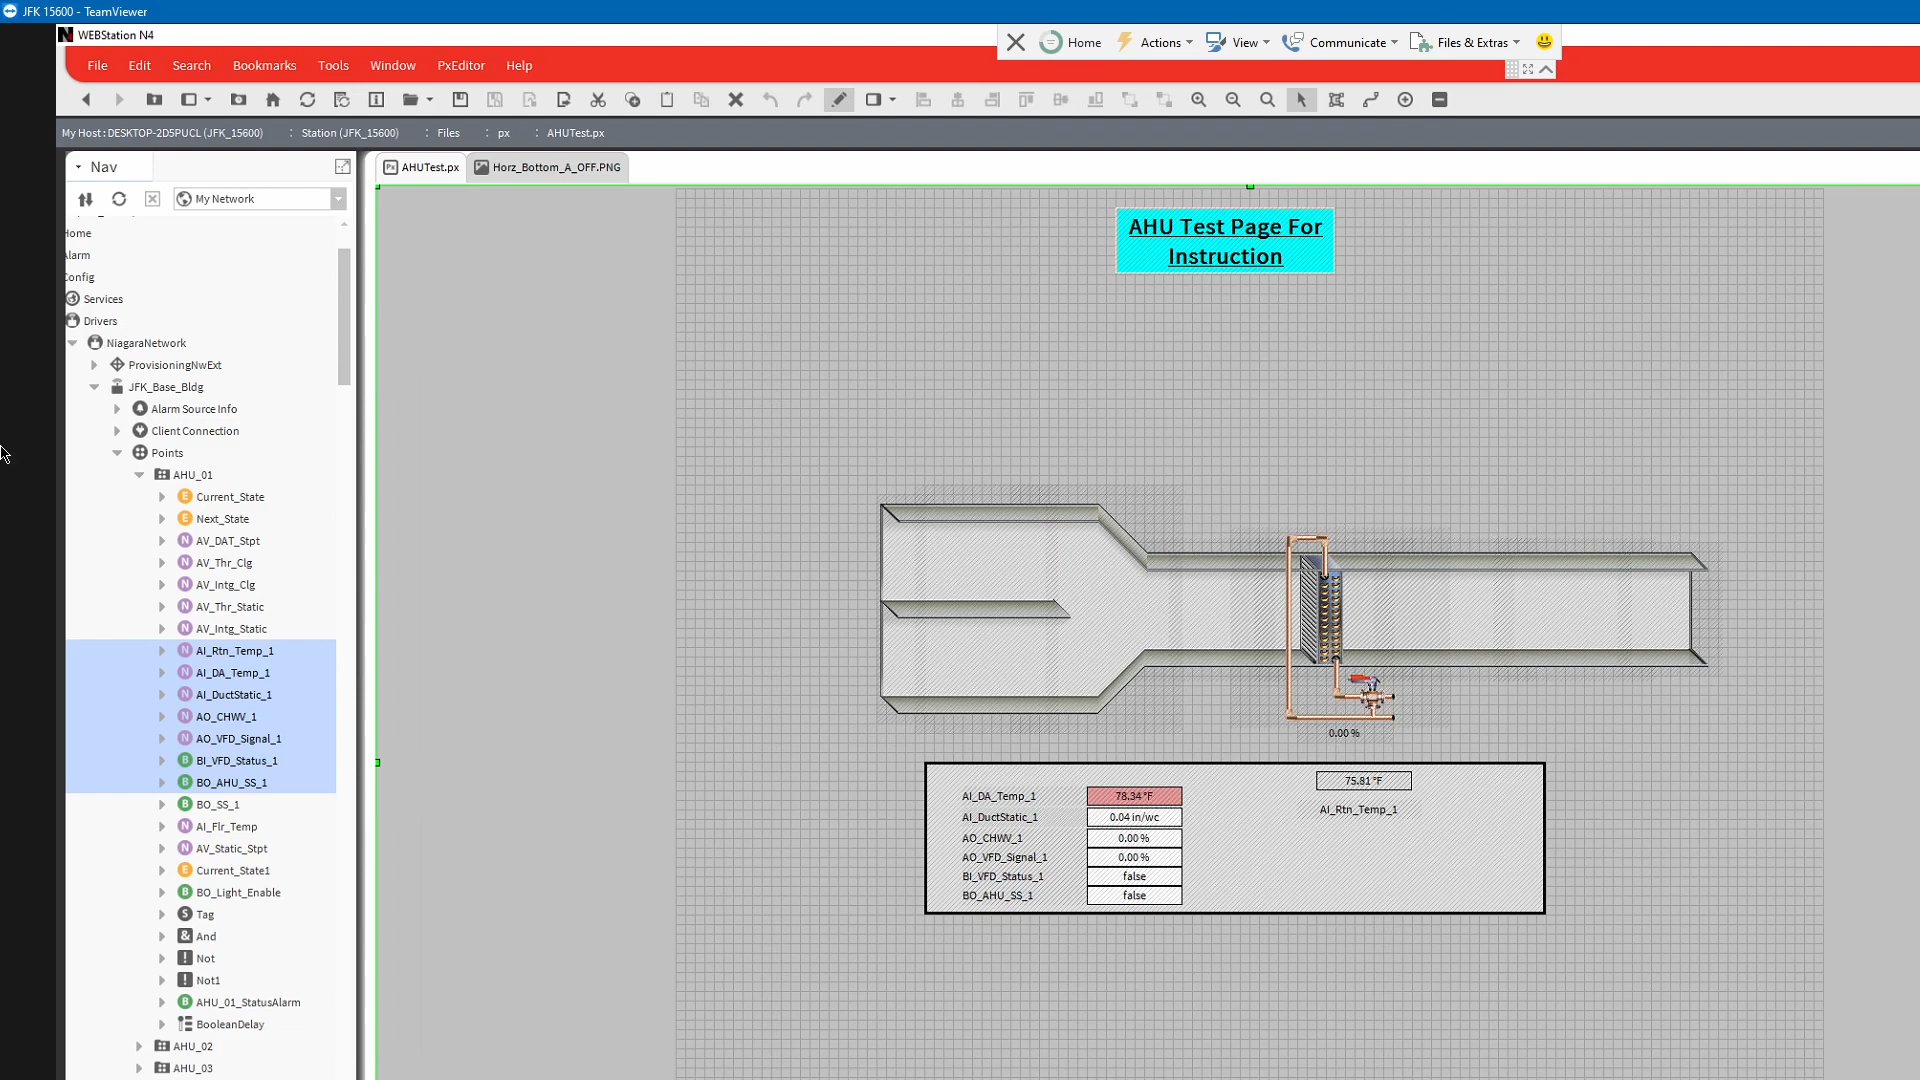 JFK 15600 - TeamViewer
WEBStation N4
Home Actions View Communicate Files & Extras
File Edit Search Bookmarks Tools Window PxEditor Help
My Host : DESKTOP-2D5PUCL (JFK_15600) : Station (JFK_15600) : Files : px : AHUTest.px
Nav
AHUTest.px
Horz_Bottom_A_OFF.PNG
My Network
Home
Alarm
Config
Services
Drivers
NiagaraNetwork
ProvisioningNwExt
JFK_Base_Bldg
Alarm Source Info
Client Connection
Points
AHU_01
Current_State
Next_State
AV_DAT_Stpt
AV_Thr_Clg
AV_Intg_Clg
AV_Thr_Static
AV_Intg_Static
AI_Rtn_Temp_1
AI_DA_Temp_1
AI_DuctStatic_1
AO_CHWV_1
AO_VFD_Signal_1
BI_VFD_Status_1
BO_AHU_SS_1
BO_SS_1
AI_Flr_Temp
AV_Static_Stpt
Current_State1
BO_Light_Enable
Tag
And
Not
Not1
AHU_01_StatusAlarm
BooleanDelay
AHU_02
AHU_03
AHU Test Page For
Instruction
0.00 %
75.81 °F
AI_Rtn_Temp_1
AI_DA_Temp_1 78.34 °F
AI_DuctStatic_1 0.04 in/wc
AO_CHWV_1 0.00 %
AO_VFD_Signal_1 0.00 %
BI_VFD_Status_1 false
BO_AHU_SS_1 false